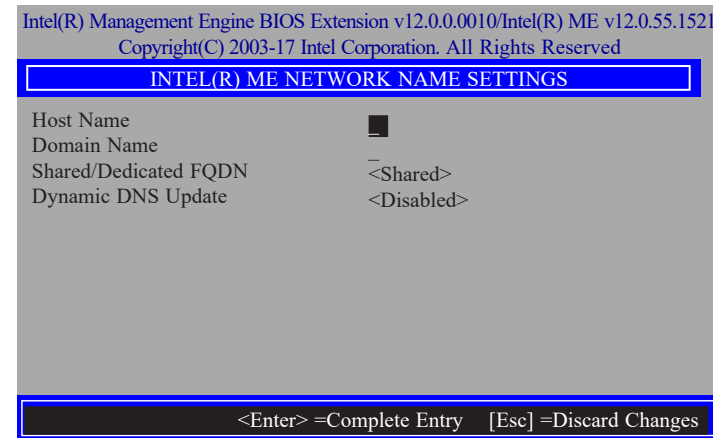 Intel(R) Management Engine BIOS Extension v12.0.0.0010/Intel(R) ME v12.0.55.1521
Copyright(C) 2003-17 Intel Corporation. All Rights Reserved
INTEL(R) ME NETWORK NAME SETTINGS
Host Name _
Domain Name _
Shared/Dedicated FQDN <Shared>
Dynamic DNS Update <Disabled>
<Enter> =Complete Entry [Esc] =Discard Changes